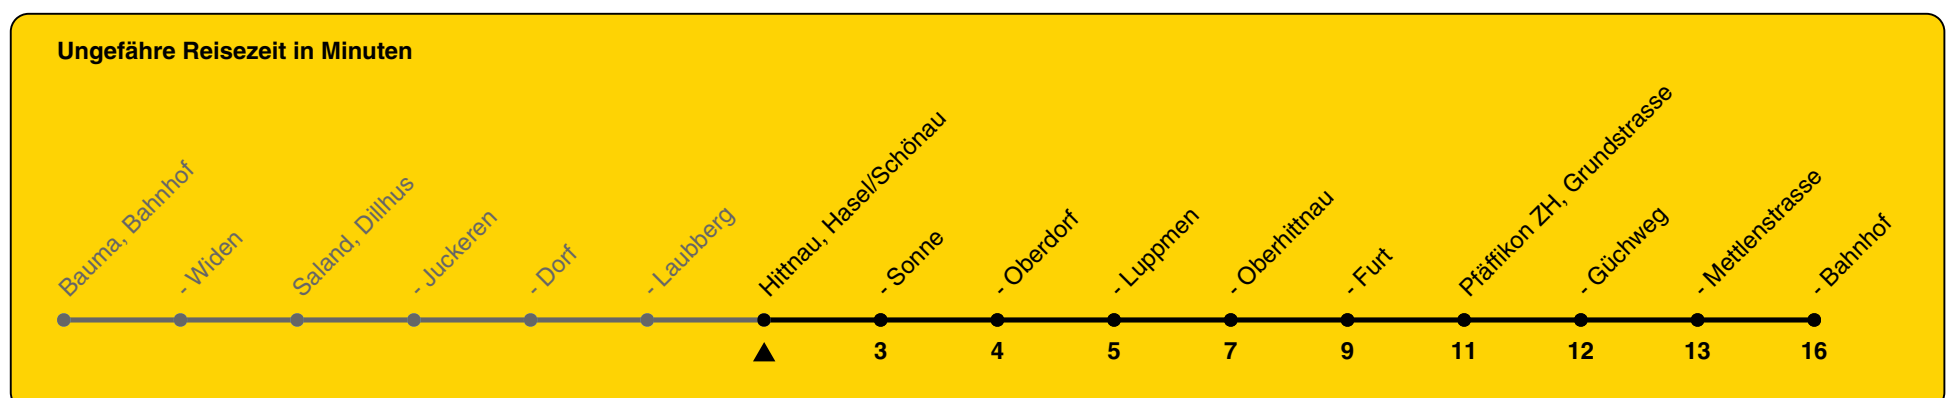 Ungefähre Reisezeit in Minuten
Bauma, Bahnhof
- Widen
Saland, Dillhus
- Juckeren
- Dorf
- Laubberg
Hittnau, Hasel/Schönau
- Sonne
- Oberdorf
- Luppmen
- Oberhittnau
- Furt
Pfäffikon ZH, Grundstrasse
- Güchweg
- Mettlenstrasse
- Bahnhof
3 4 5 7 9 11 12 13 16